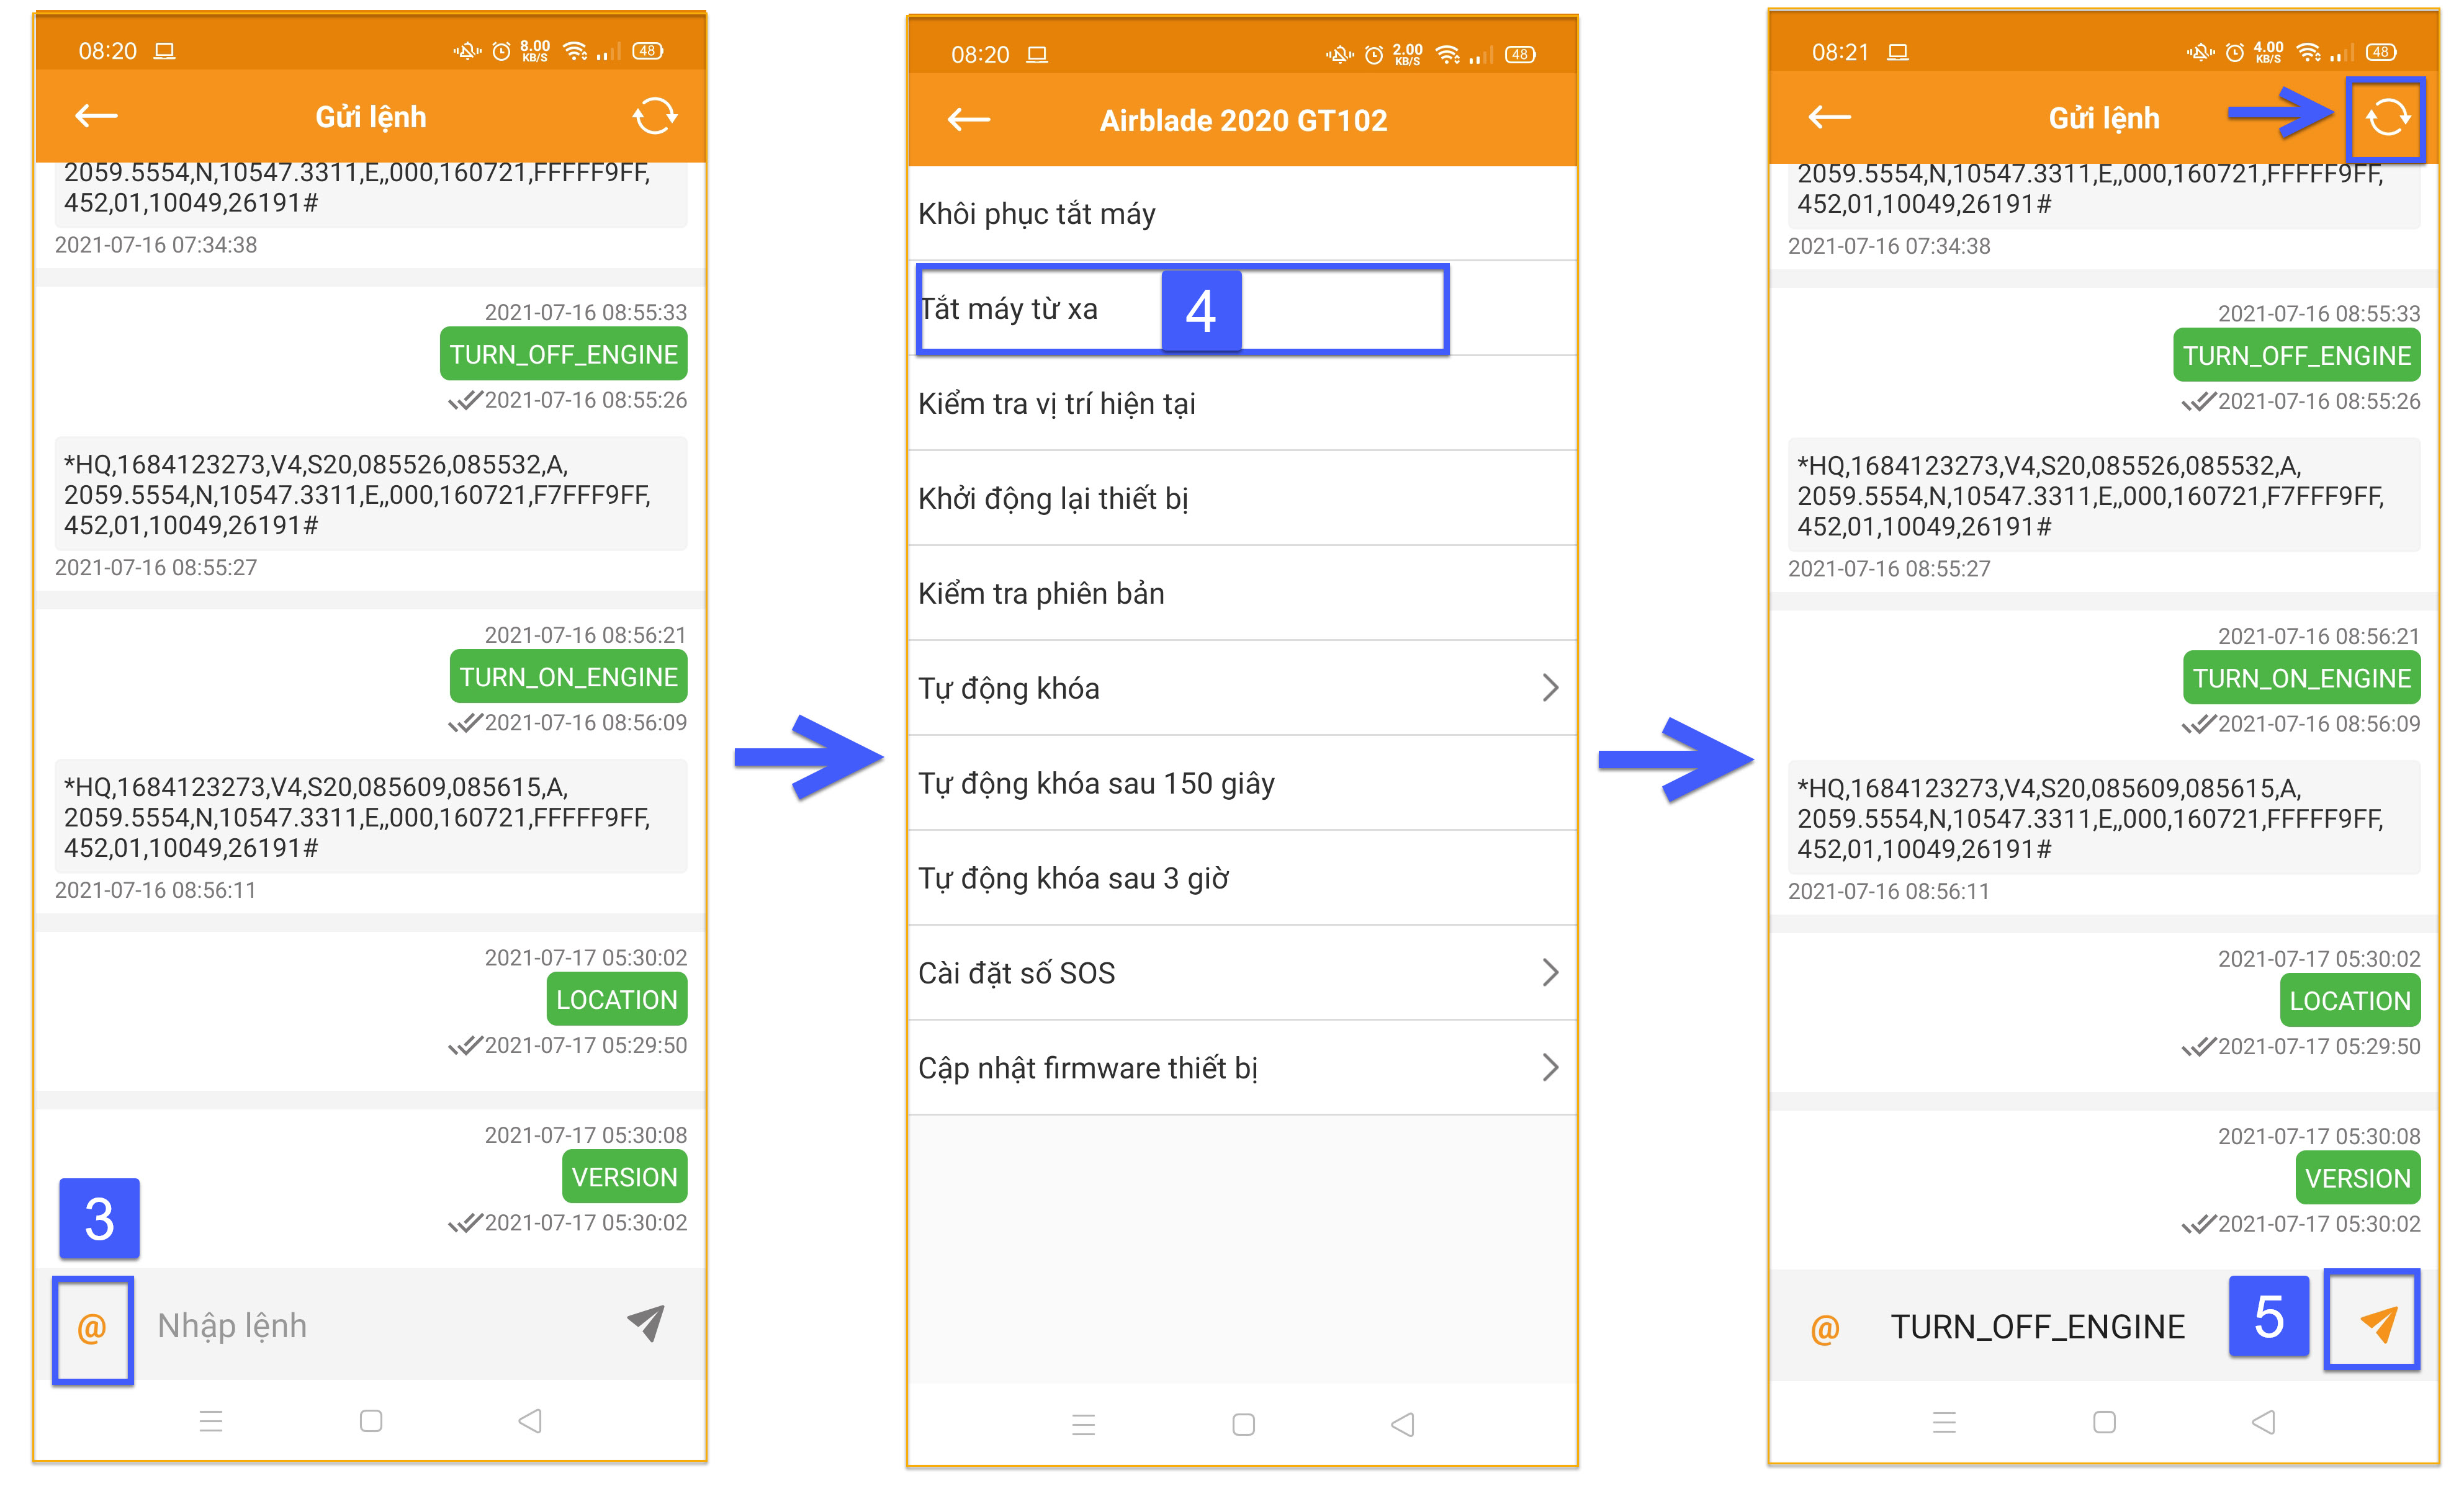 08:20 8.00 KB/S 48
Gửi lệnh
2059.5554,N,10547.3311,E,,000,160721,FFFFF9FF,
452,01,10049,26191#
2021-07-16 07:34:38
2021-07-16 08:55:33
TURN_OFF_ENGINE
2021-07-16 08:55:26
*HQ,1684123273,V4,S20,085526,085532,A,
2059.5554,N,10547.3311,E,,000,160721,F7FFF9FF,
452,01,10049,26191#
2021-07-16 08:55:27
2021-07-16 08:56:21
TURN_ON_ENGINE
2021-07-16 08:56:09
*HQ,1684123273,V4,S20,085609,085615,A,
2059.5554,N,10547.3311,E,,000,160721,FFFFF9FF,
452,01,10049,26191#
2021-07-16 08:56:11
2021-07-17 05:30:02
LOCATION
2021-07-17 05:29:50
2021-07-17 05:30:08
VERSION
2021-07-17 05:30:02
3
@ Nhập lệnh
08:20 2.00 KB/S 48
Airblade 2020 GT102
Khôi phục tắt máy
Tắt máy từ xa 4
Kiểm tra vị trí hiện tại
Khởi động lại thiết bị
Kiểm tra phiên bản
Tự động khóa
Tự động khóa sau 150 giây
Tự động khóa sau 3 giờ
Cài đặt số SOS
Cập nhật firmware thiết bị
08:21 4.00 KB/S 48
Gửi lệnh
2059.5554,N,10547.3311,E,,000,160721,FFFFF9FF,
452,01,10049,26191#
2021-07-16 07:34:38
2021-07-16 08:55:33
TURN_OFF_ENGINE
2021-07-16 08:55:26
*HQ,1684123273,V4,S20,085526,085532,A,
2059.5554,N,10547.3311,E,,000,160721,F7FFF9FF,
452,01,10049,26191#
2021-07-16 08:55:27
2021-07-16 08:56:21
TURN_ON_ENGINE
2021-07-16 08:56:09
*HQ,1684123273,V4,S20,085609,085615,A,
2059.5554,N,10547.3311,E,,000,160721,FFFFF9FF,
452,01,10049,26191#
2021-07-16 08:56:11
2021-07-17 05:30:02
LOCATION
2021-07-17 05:29:50
2021-07-17 05:30:08
VERSION
2021-07-17 05:30:02
@ TURN_OFF_ENGINE 5